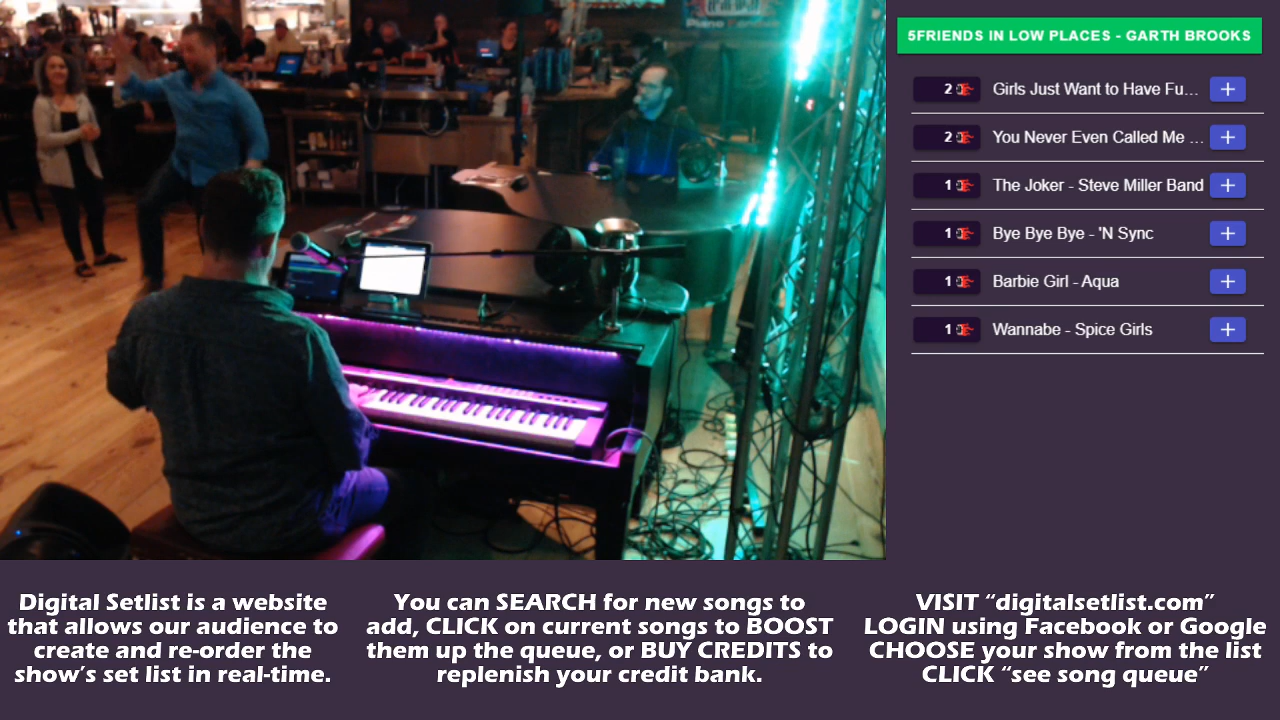 Piano
5FRIENDS IN LOW PLACES - GARTH BROOKS
2 Girls Just Want to Have Fu... +
2 You Never Even Called Me ... +
1 The Joker - Steve Miller Band +
1 Bye Bye Bye - 'N Sync +
1 Barbie Girl - Aqua +
1 Wannabe - Spice Girls +
Digital Setlist is a website
that allows our audience to
create and re-order the
show's set list in real-time.
You can SEARCH for new songs to
add, CLICK on current songs to BOOST
them up the queue, or BUY CREDITS to
replenish your credit bank.
VISIT “digitalsetlist.com”
LOGIN using Facebook or Google
CHOOSE your show from the list
CLICK “see song queue”